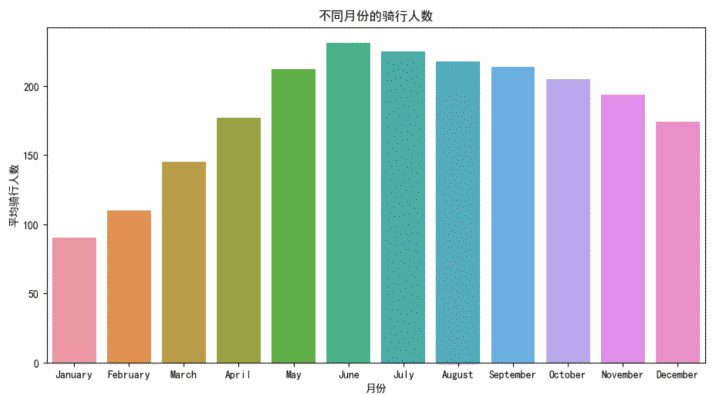 不同月份的骑行人数
平均骑行人数
200
150
100
50
0
January February March April May June July August September October November December
月份